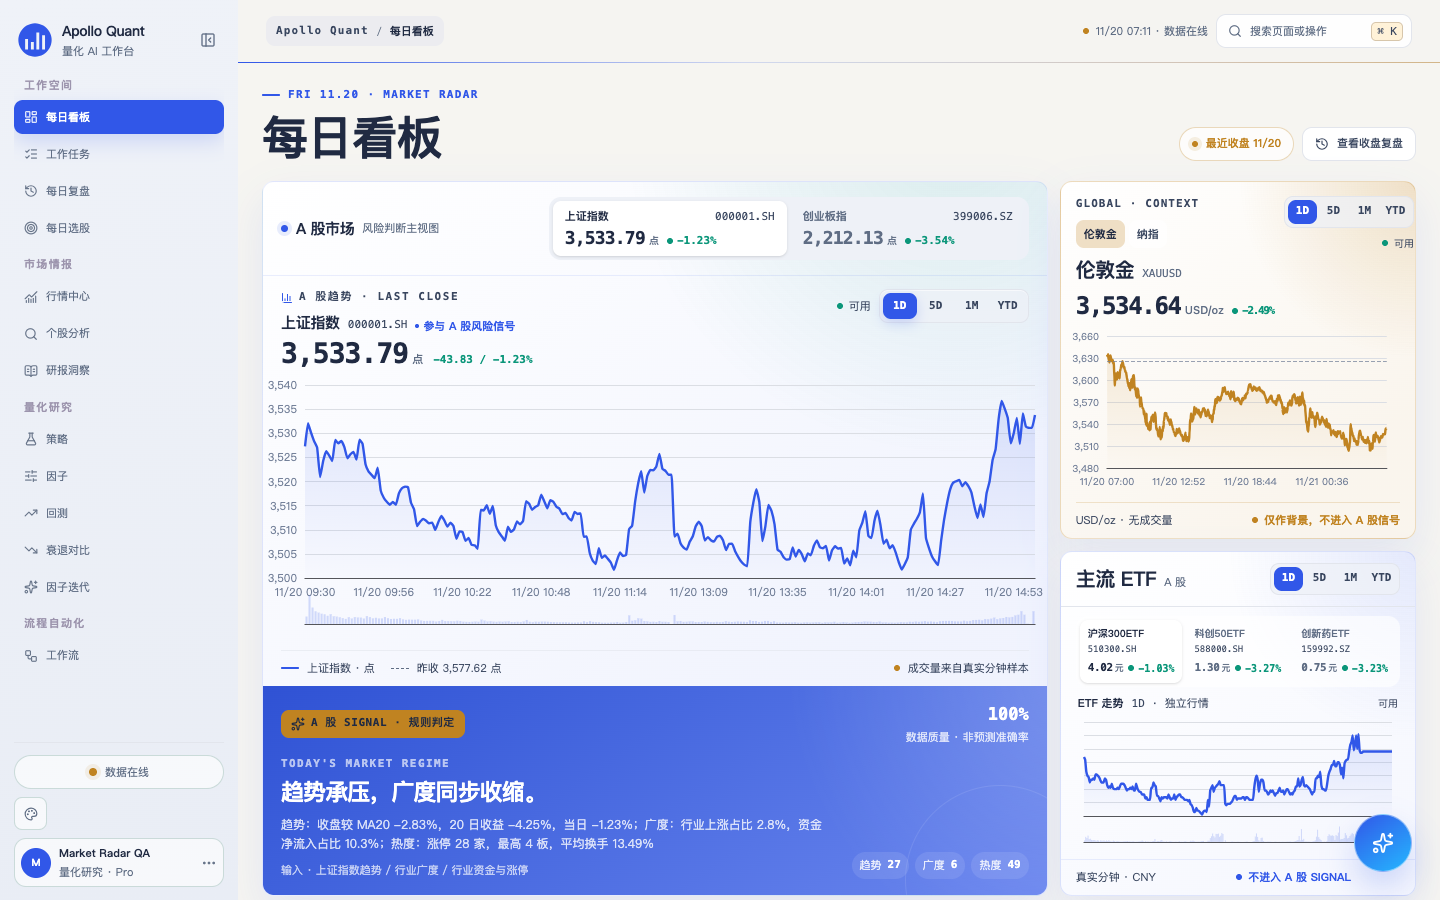 Apollo Quant
量化 AI 工作台
工作空间
每日看板
工作任务
每日复盘
每日选股
市场情报
行情中心
个股分析
研报洞察
量化研究
策略
因子
回测
衰退对比
因子迭代
流程自动化
工作流
数据在线
M
Market Radar QA
量化研究 · Pro
Apollo Quant / 每日看板
11/20 07:11 · 数据在线
搜索页面或操作
⌘ K
FRI 11.20 · MARKET RADAR
每日看板
最近收盘 11/20
查看收盘复盘
A 股市场 风险判断主视图
上证指数 000001.SH
3,533.79 点 −1.23%
创业板指 399006.SZ
2,212.13 点 −3.54%
A 股趋势 · LAST CLOSE
可用 1D 5D 1M YTD
上证指数 000001.SH 参与 A 股风险信号
3,533.79 点 −43.83 / −1.23%
3,540
3,535
3,530
3,525
3,520
3,515
3,510
3,505
3,500
11/20 09:30 11/20 09:56 11/20 10:22 11/20 10:48 11/20 11:14 11/20 13:09 11/20 13:35 11/20 14:01 11/20 14:27 11/20 14:53
上证指数 · 点 昨收 3,577.62 点 成交量来自真实分钟样本
A 股 SIGNAL · 规则判定
100%
数据质量 · 非预测准确率
TODAY'S MARKET REGIME
趋势承压，广度同步收缩。
趋势：收盘较 MA20 −2.83%，20 日收益 −4.25%，当日 −1.23%；广度：行业上涨占比 2.8%，资金
净流入占比 10.3%；热度：涨停 28 家，最高 4 板，平均换手 13.49%
输入 · 上证指数趋势 / 行业广度 / 行业资金与涨停
趋势 27 广度 6 热度 49
GLOBAL · CONTEXT
1D 5D 1M YTD
伦敦金 纳指
可用
伦敦金 XAUUSD
3,534.64 USD/oz −2.49%
3,660
3,630
3,600
3,570
3,540
3,510
3,480
11/20 07:00 11/20 12:52 11/20 18:44 11/21 00:36
USD/oz · 无成交量 仅作背景，不进入 A 股信号
主流 ETF A 股
1D 5D 1M YTD
沪深300ETF
510300.SH
4.02 元 −1.03%
科创50ETF
588000.SH
1.30 元 −3.27%
创新药ETF
159992.SZ
0.75 元 −3.23%
ETF 走势 1D · 独立行情 可用
真实分钟 · CNY 不进入 A 股 SIGNAL